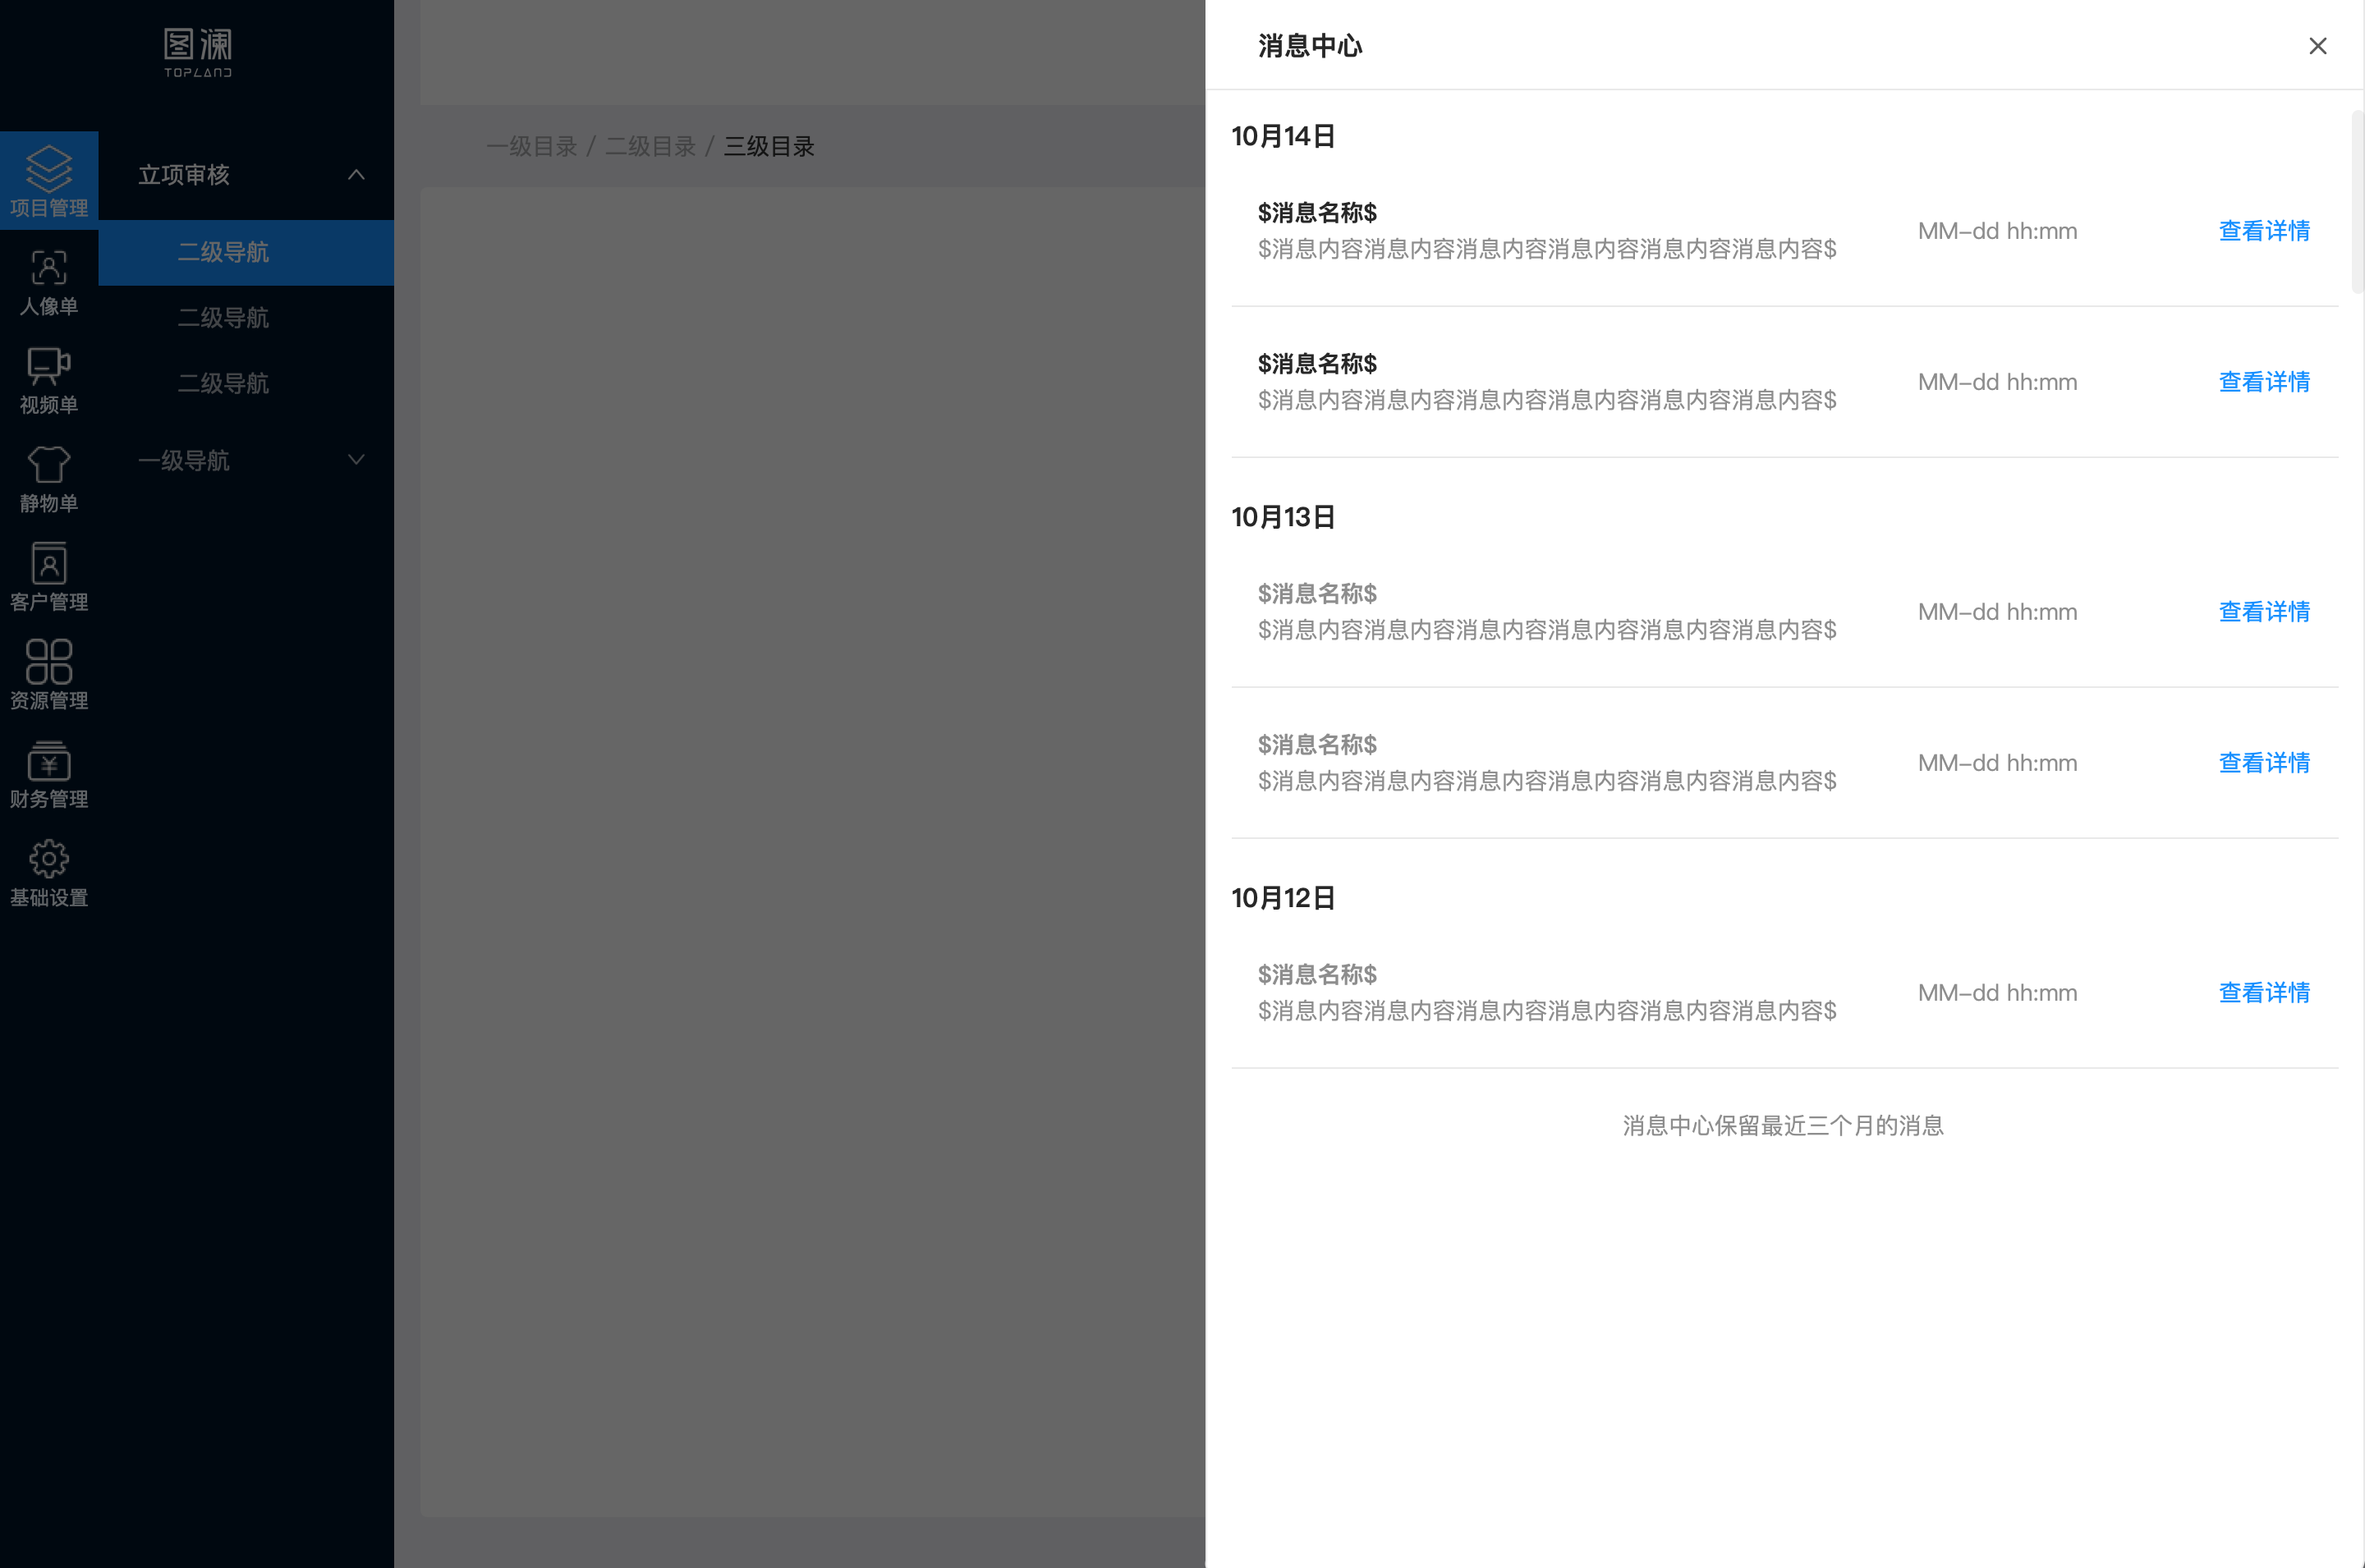 图澜
TOPLAND
项目管理
人像单
视频单
静物单
客户管理
资源管理
财务管理
基础设置
立项审核
二级导航
二级导航
二级导航
一级导航
一级目录 / 二级目录 / 三级目录
消息中心
10月14日
$消息名称$
$消息内容消息内容消息内容消息内容消息内容消息内容$
MM-dd hh:mm
查看详情
$消息名称$
$消息内容消息内容消息内容消息内容消息内容消息内容$
MM-dd hh:mm
查看详情
10月13日
$消息名称$
$消息内容消息内容消息内容消息内容消息内容消息内容$
MM-dd hh:mm
查看详情
$消息名称$
$消息内容消息内容消息内容消息内容消息内容消息内容$
MM-dd hh:mm
查看详情
10月12日
$消息名称$
$消息内容消息内容消息内容消息内容消息内容消息内容$
MM-dd hh:mm
查看详情
消息中心保留最近三个月的消息